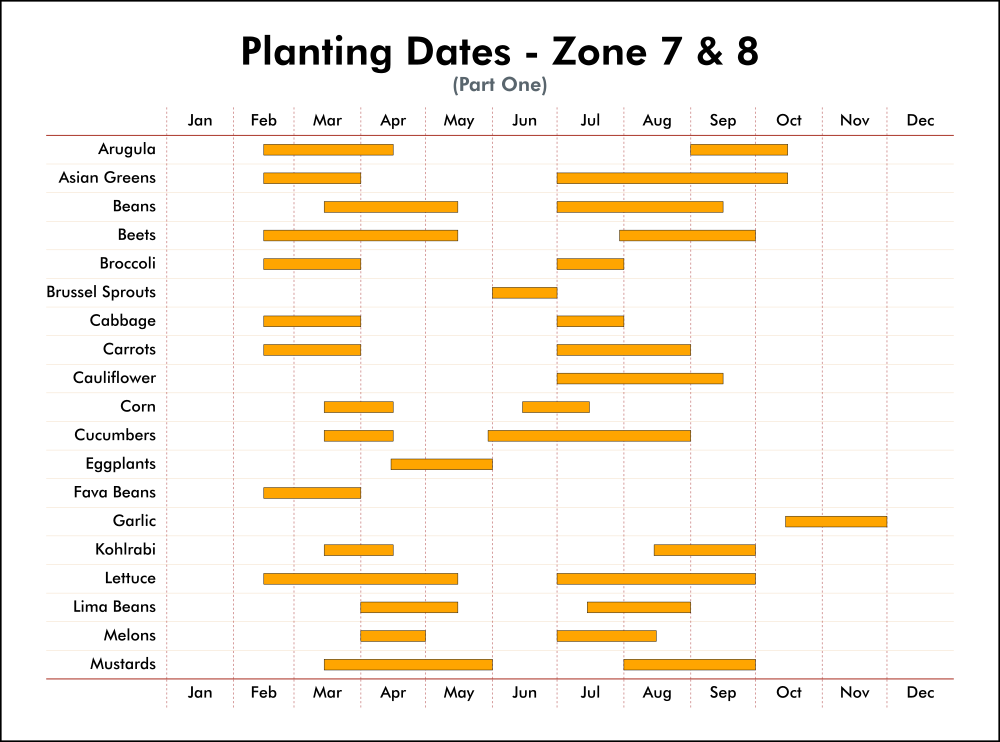 Planting Dates - Zone 7 & 8
(Part One)
Jan Feb Mar Apr May Jun Jul Aug Sep Oct Nov Dec
Arugula
Asian Greens
Beans
Beets
Broccoli
Brussel Sprouts
Cabbage
Carrots
Cauliflower
Corn
Cucumbers
Eggplants
Fava Beans
Garlic
Kohlrabi
Lettuce
Lima Beans
Melons
Mustards
Jan Feb Mar Apr May Jun Jul Aug Sep Oct Nov Dec